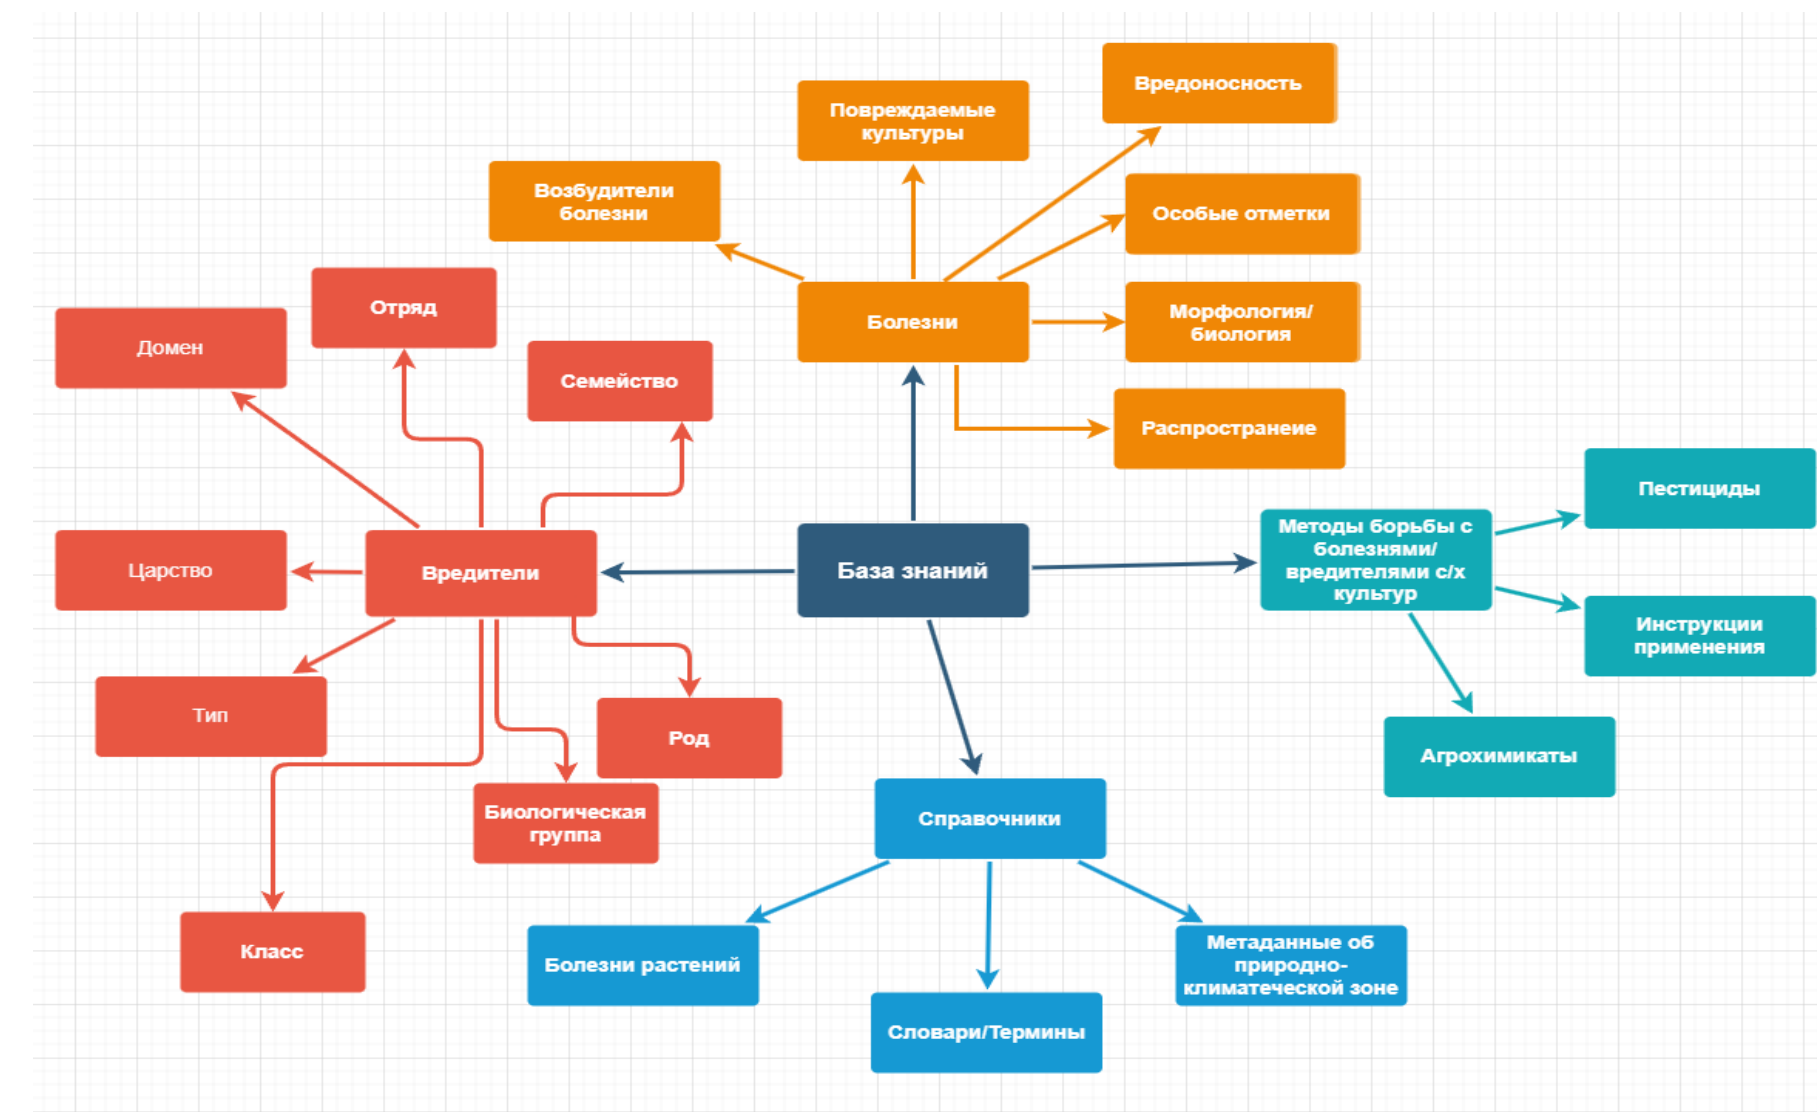 Вредоносность
Повреждаемые
культуры
Возбудители
болезни
Особые отметки
Отряд
Болезни
Морфология/
биология
Домен
Семейство
Распространеие
Пестициды
Методы борьбы с
болезнями/
вредителями с/х
культур
База знаний
Вредители
Царство
Инструкции
применения
Тип
Род
Агрохимикаты
Биологическая
группа
Справочники
Класс
Болезни растений
Метаданные об
природно-
климатеческой зоне
Словари/Термины